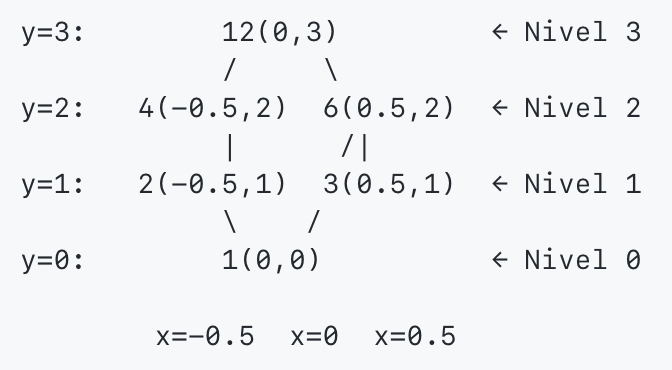 y=3:        12(0,3)         ← Nivel 3
            /     \
y=2:   4(−0.5,2)  6(0.5,2)  ← Nivel 2
            |      /|
y=1:   2(−0.5,1)  3(0.5,1)  ← Nivel 1
            \    /
y=0:        1(0,0)          ← Nivel 0
        x=−0.5  x=0  x=0.5